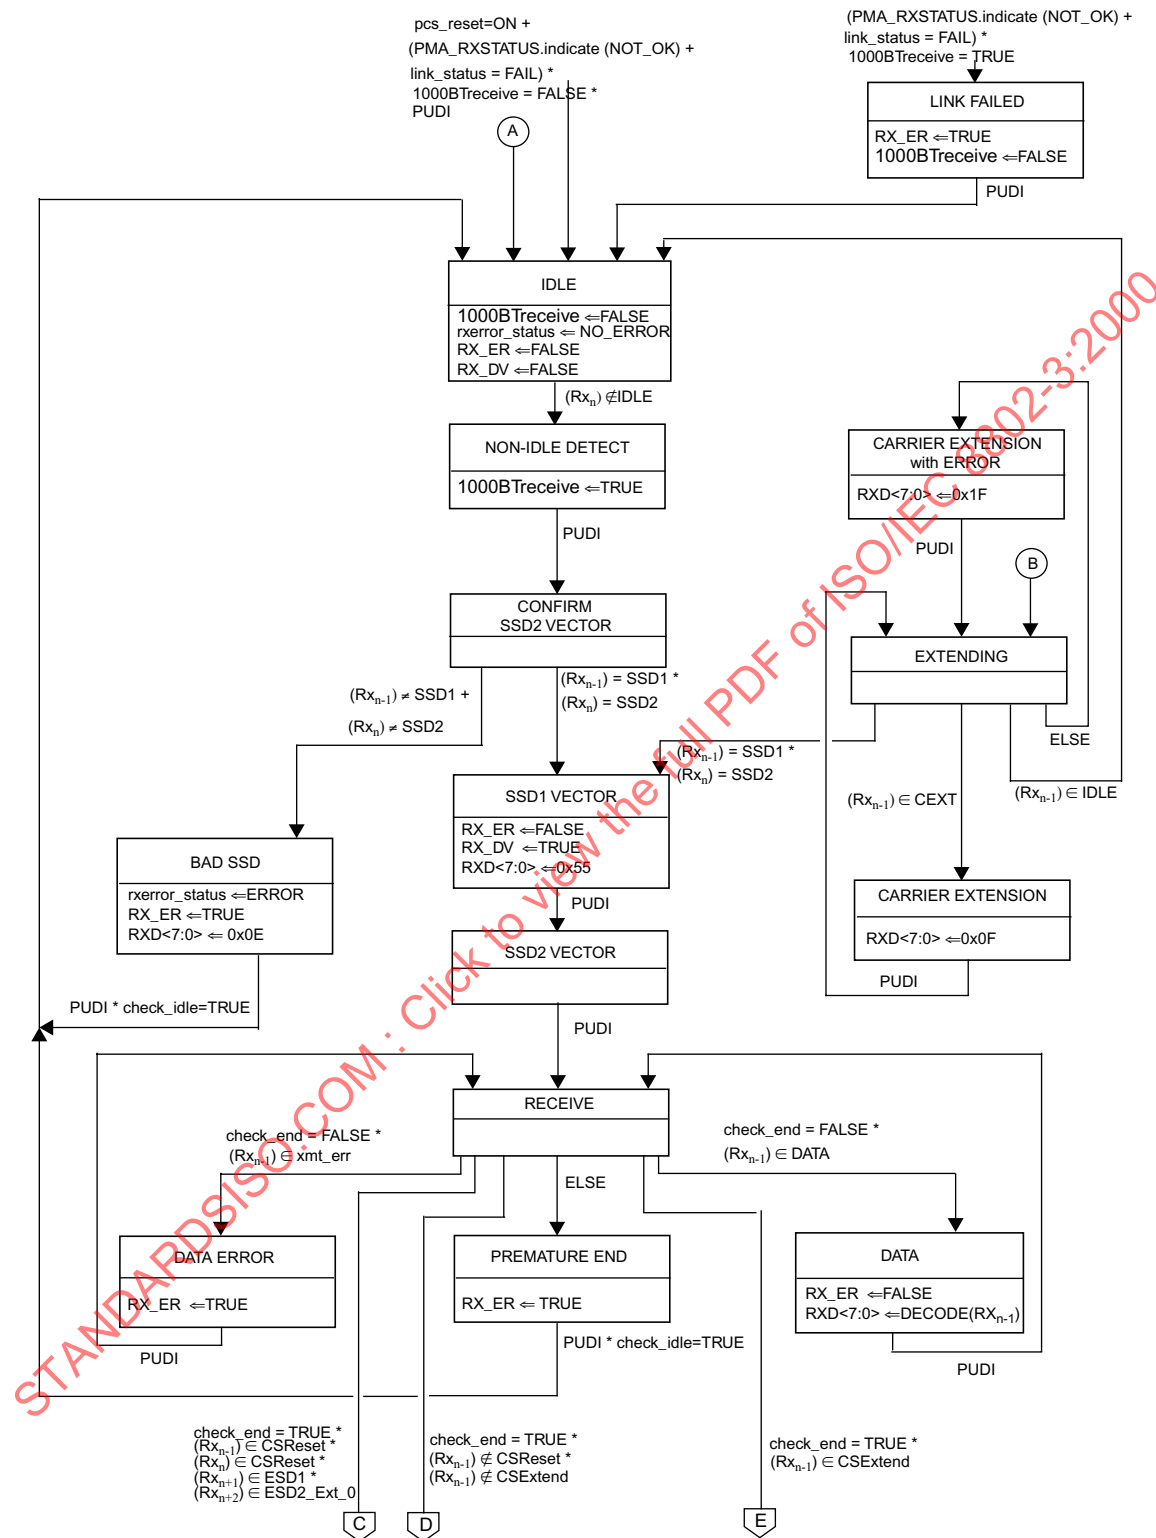 pcs_reset=ON +
(PMA_RXSTATUS.indicate (NOT_OK) +
link_status = FAIL) *
1000BTreceive = FALSE *
PUDI
A
(PMA_RXSTATUS.indicate (NOT_OK) +
link_status = FAIL) *
1000BTreceive = TRUE
LINK FAILED
RX_ER ⇐TRUE
1000BTreceive ⇐FALSE
PUDI
IDLE
1000BTreceive ⇐FALSE
rxerror_status ⇐ NO_ERROR
RX_ER ⇐FALSE
RX_DV ⇐FALSE
(Rxn) ∉IDLE
NON-IDLE DETECT
1000BTreceive ⇐TRUE
PUDI
CARRIER EXTENSION
with ERROR
RXD<7:0> ⇐0x1F
PUDI
B
CONFIRM
SSD2 VECTOR
EXTENDING
(Rxn-1) ≠ SSD1 +
(Rxn) ≠ SSD2
(Rxn-1) = SSD1 *
(Rxn) = SSD2
ELSE
(Rxn-1) = SSD1 *
(Rxn) = SSD2
(Rxn-1) ∈ CEXT
(Rxn-1) ∈ IDLE
SSD1 VECTOR
RX_ER ⇐FALSE
RX_DV ⇐TRUE
RXD<7:0> ⇐0x55
PUDI
BAD SSD
rxerror_status ⇐ERROR
RX_ER ⇐TRUE
RXD<7:0> ⇐ 0x0E
PUDI * check_idle=TRUE
CARRIER EXTENSION
RXD<7:0> ⇐0x0F
PUDI
SSD2 VECTOR
PUDI
RECEIVE
check_end = FALSE *
(Rxn-1) ∈ xmt_err
ELSE
check_end = FALSE *
(Rxn-1) ∈ DATA
DATA ERROR
RX_ER ⇐TRUE
PUDI
PREMATURE END
RX_ER ⇐ TRUE
PUDI * check_idle=TRUE
DATA
RX_ER ⇐FALSE
RXD<7:0> ⇐DECODE(RXn-1)
PUDI
check_end = TRUE *
(Rxn-1) ∈ CSReset *
(Rxn) ∈ CSReset *
(Rxn+1) ∈ ESD1 *
(Rxn+2) ∈ ESD2_Ext_0
C
check_end = TRUE *
(Rxn-1) ∉ CSReset *
(Rxn-1) ∉ CSExtend
D
check_end = TRUE *
(Rxn-1) ∈ CSExtend
E
STANDARDSISO.COM : Click to view the full PDF of ISO/IEC 8802-3:2000